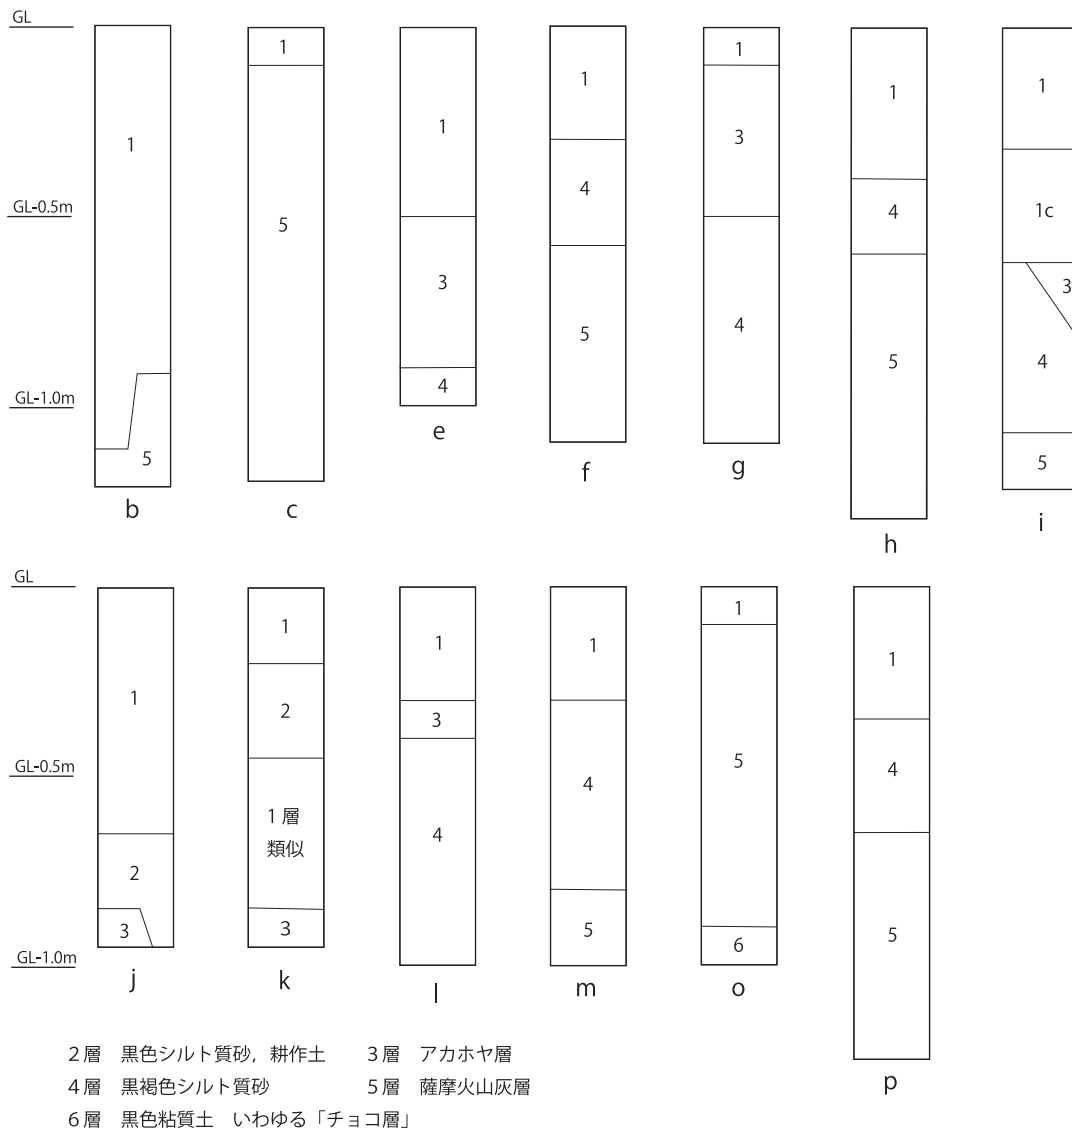 GL
1
5
b
1
5
c
1
3
4
e
1
4
5
f
1
3
4
g
1
4
5
h
1
1c
3
4
5
i
GL-0.5m
GL-1.0m
GL
1
2
3
j
1
2
1層
類似
3
k
1
3
4
l
1
4
5
m
1
5
6
o
1
4
5
p
GL-0.5m
GL-1.0m
2層 黒色シルト質砂，耕作土 3層 アカホヤ層
4層 黒褐色シルト質砂 5層 薩摩火山灰層
6層 黒色粘質土 いわゆる「チョコ層」